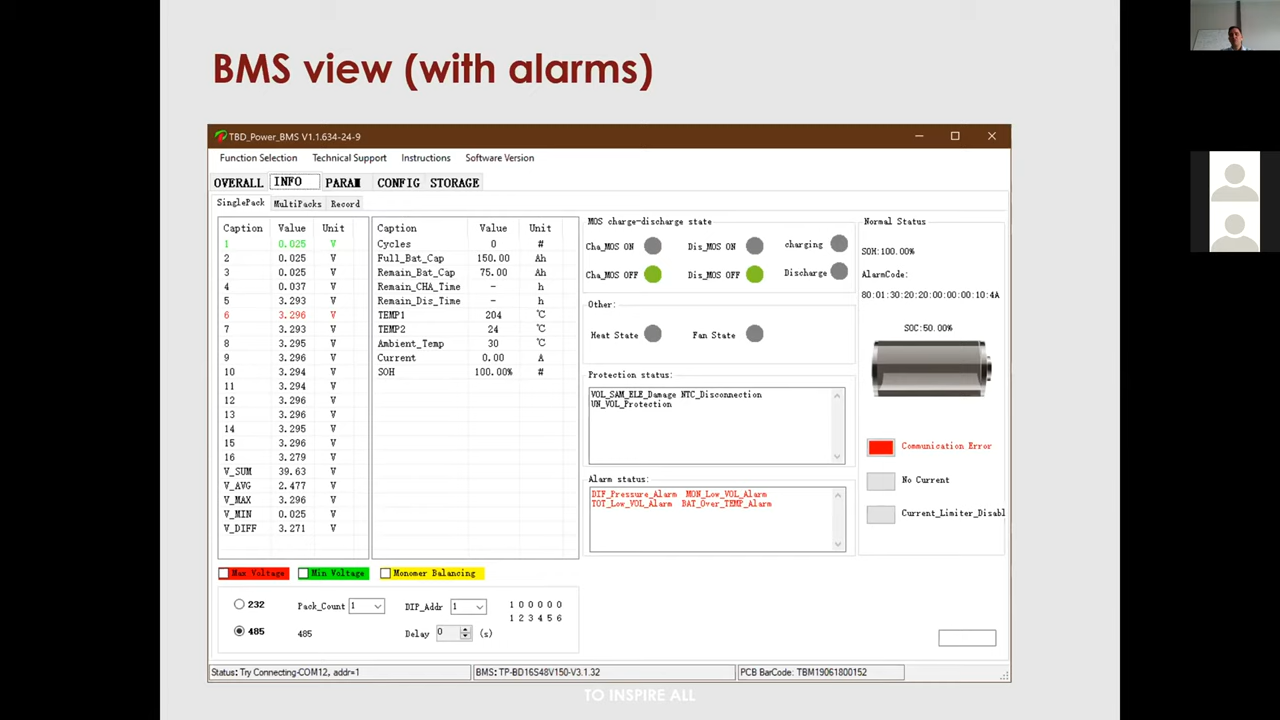 BMS view (with alarms)
TBD_Power_BMS V1.1.634-24-9
Function Selection Technical Support Instructions Software Version
OVERALL INFO PARAM CONFIG STORAGE
SinglePack MultiPacks Record
Caption Value Unit
1 0.025 V
2 0.025 V
3 0.025 V
4 0.037 V
5 3.293 V
6 3.296 V
7 3.293 V
8 3.295 V
9 3.296 V
10 3.294 V
11 3.294 V
12 3.296 V
13 3.296 V
14 3.295 V
15 3.296 V
16 3.279 V
V_SUM 39.63 V
V_AVG 2.477 V
V_MAX 3.296 V
V_MIN 0.025 V
V_DIFF 3.271 V
Caption Value Unit
Cycles 0 #
Full_Bat_Cap 150.00 Ah
Remain_Bat_Cap 75.00 Ah
Remain_CHA_Time - h
Remain_Dis_Time - h
TEMP1 204 ℃
TEMP2 24 ℃
Ambient_Temp 30 ℃
Current 0.00 A
SOH 100.00% #
MOS charge-discharge state
Cha_MOS ON Dis_MOS ON charging
Cha_MOS OFF Dis_MOS OFF Discharge
Other:
Heat State Fan State
Protection status:
VOL_SAM_ELE_Damage NTC_Disconnection
UN_VOL_Protection
Alarm status:
DIF_Pressure_Alarm MON_Low_VOL_Alarm
TOT_Low_VOL_Alarm BAT_Over_TEMP_Alarm
Normal Status
SOH:100.00%
AlarmCode:
80:01:30:20:20:00:00:00:10:4A
SOC:50.00%
Communication Error
No Current
Current_Limiter_Disabl
Max Voltage Min Voltage Monomer Balancing
232 Pack_Count 1 DIP_Addr 1 1 0 0 0 0 0
1 2 3 4 5 6
485 485 Delay 0 (s)
Status: Try Connecting-COM12, addr=1 BMS: TP-BD16S48V150-V3.1.32 PCB BarCode: TBM19061800152
TO INSPIRE ALL